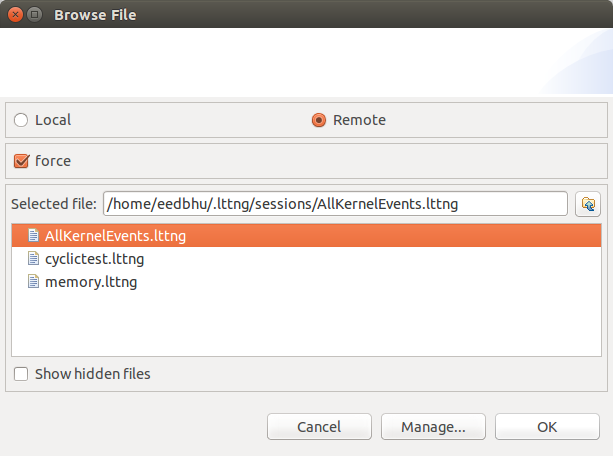 Browse File
Local Remote
force
Selected file: /home/eedbhu/.lttng/sessions/AllKernelEvents.lttng
AllKernelEvents.lttng
cyclictest.lttng
memory.lttng
Show hidden files
Cancel Manage... OK